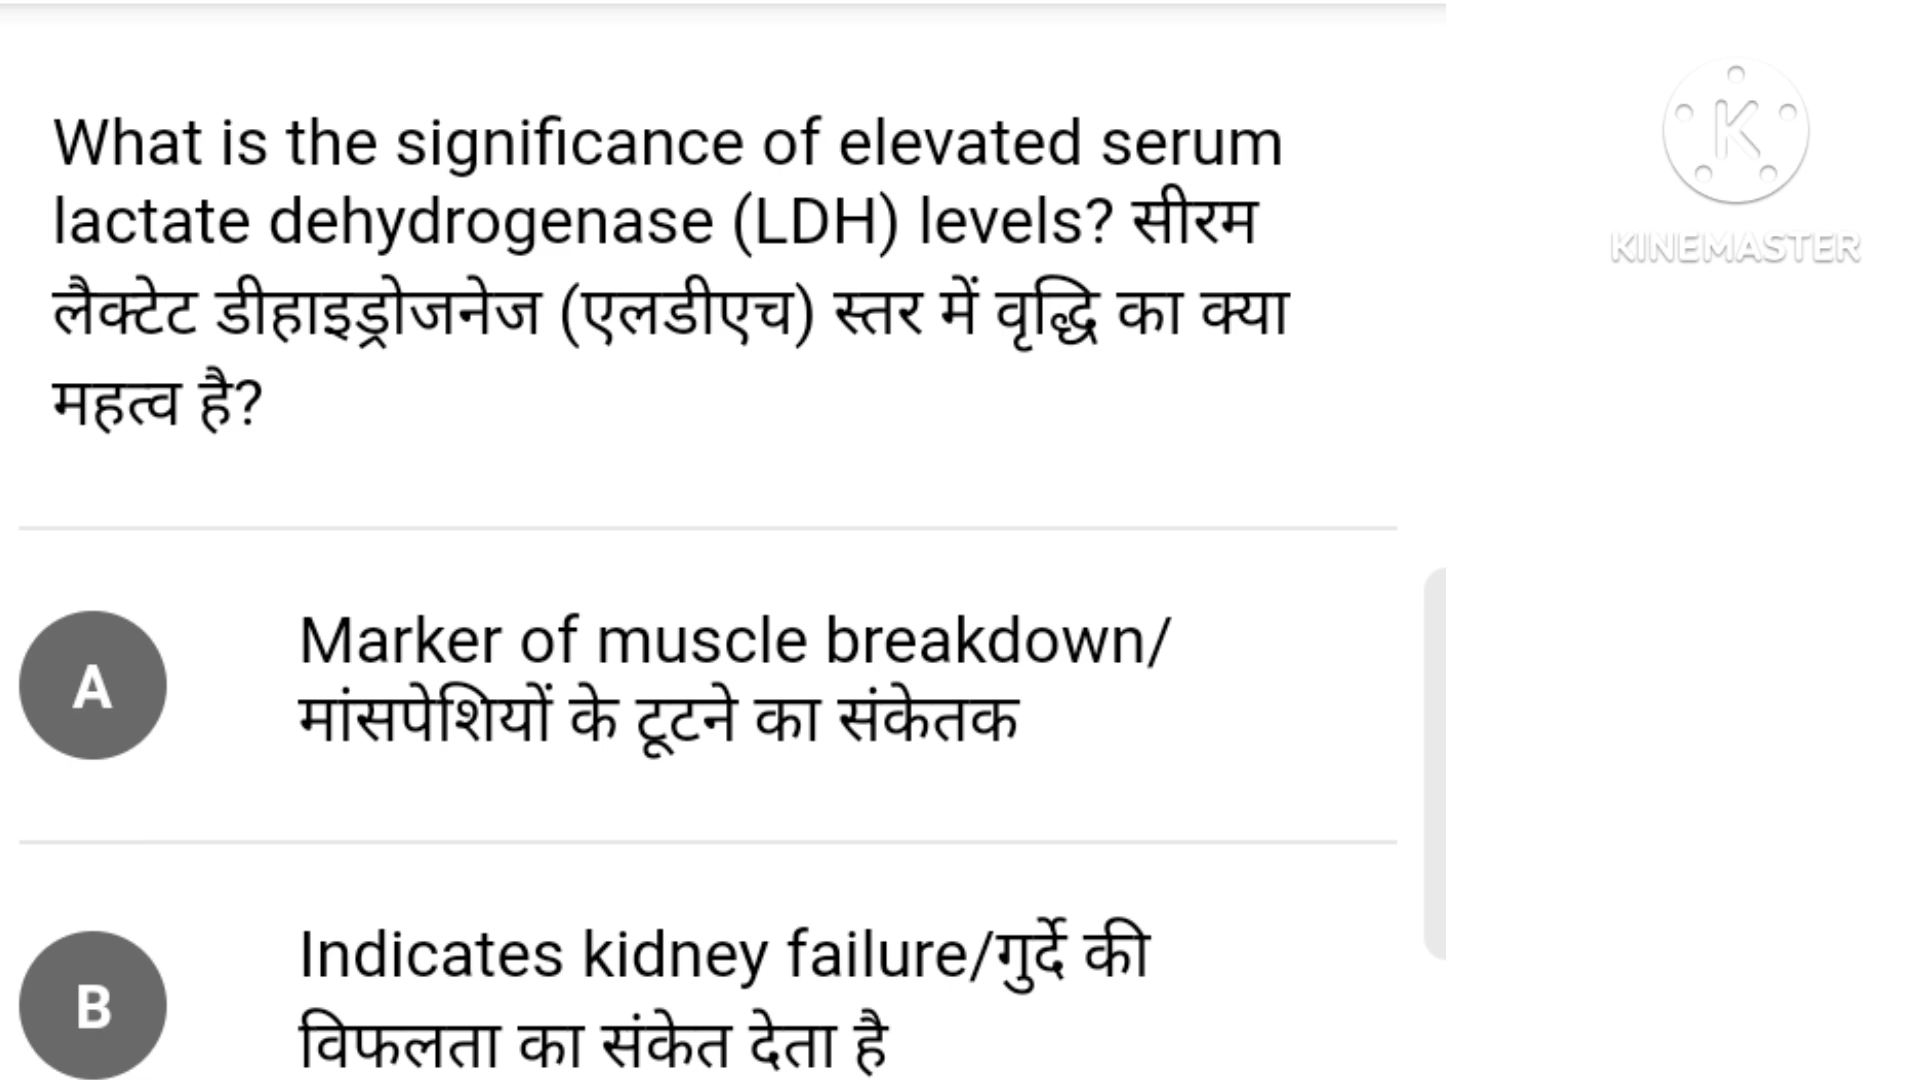 What is the significance of elevated serum
lactate dehydrogenase (LDH) levels? सीरम
लैक्टेट डीहाइड्रोजनेज (एलडीएच) स्तर में वृद्धि का क्या
महत्व है?
A
Marker of muscle breakdown/
मांसपेशियों के टूटने का संकेतक
B
Indicates kidney failure/गुर्दे की
विफलता का संकेत देता है
K
KINEMASTER